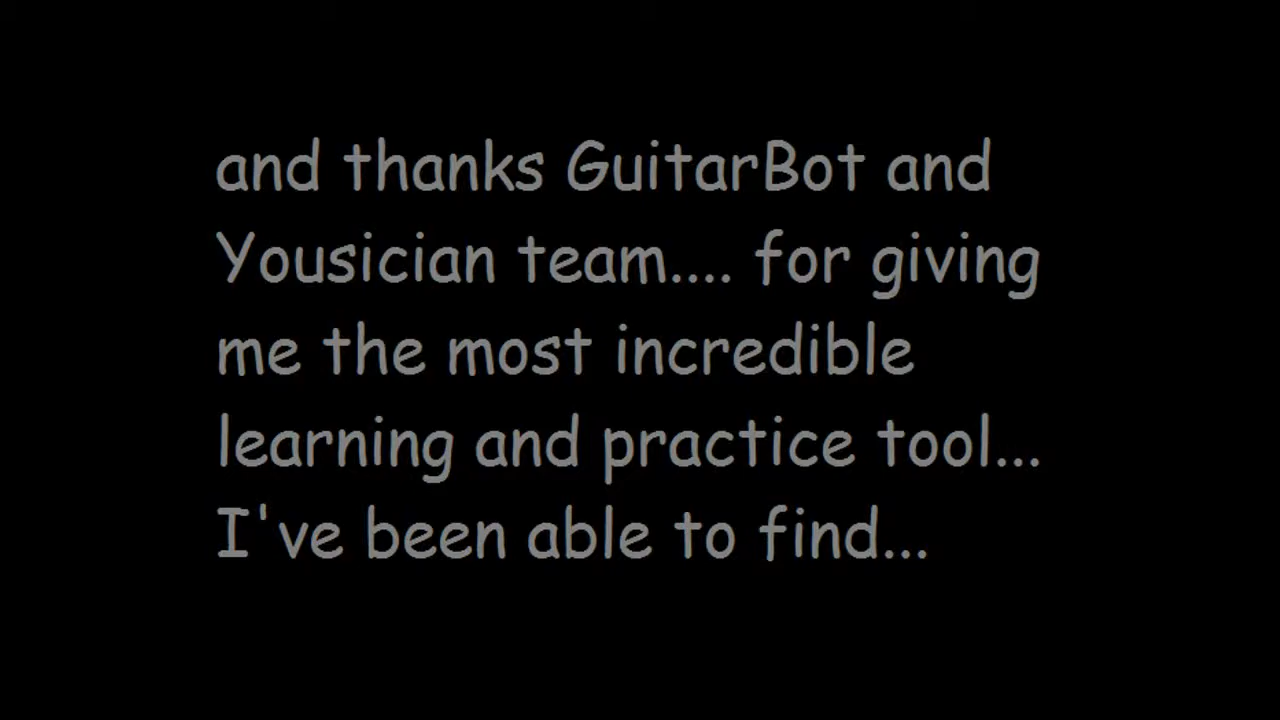 and thanks GuitarBot and
Yousician team.... for giving
me the most incredible
learning and practice tool...
I've been able to find...